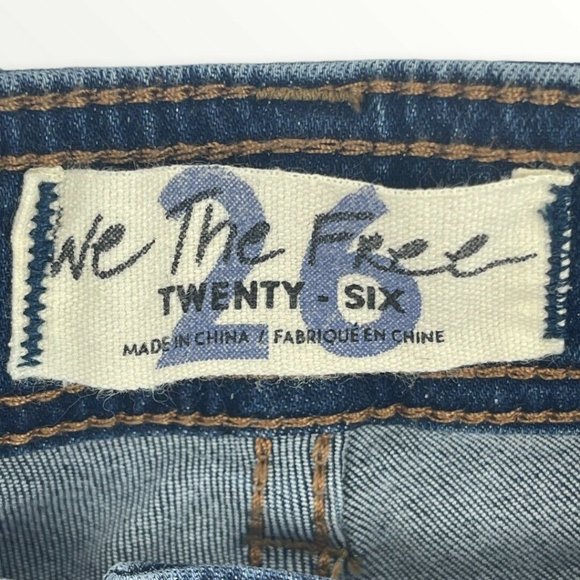 We The Free
26
TWENTY - SIX
MADE IN CHINA / FABRIQUÉ EN CHINE